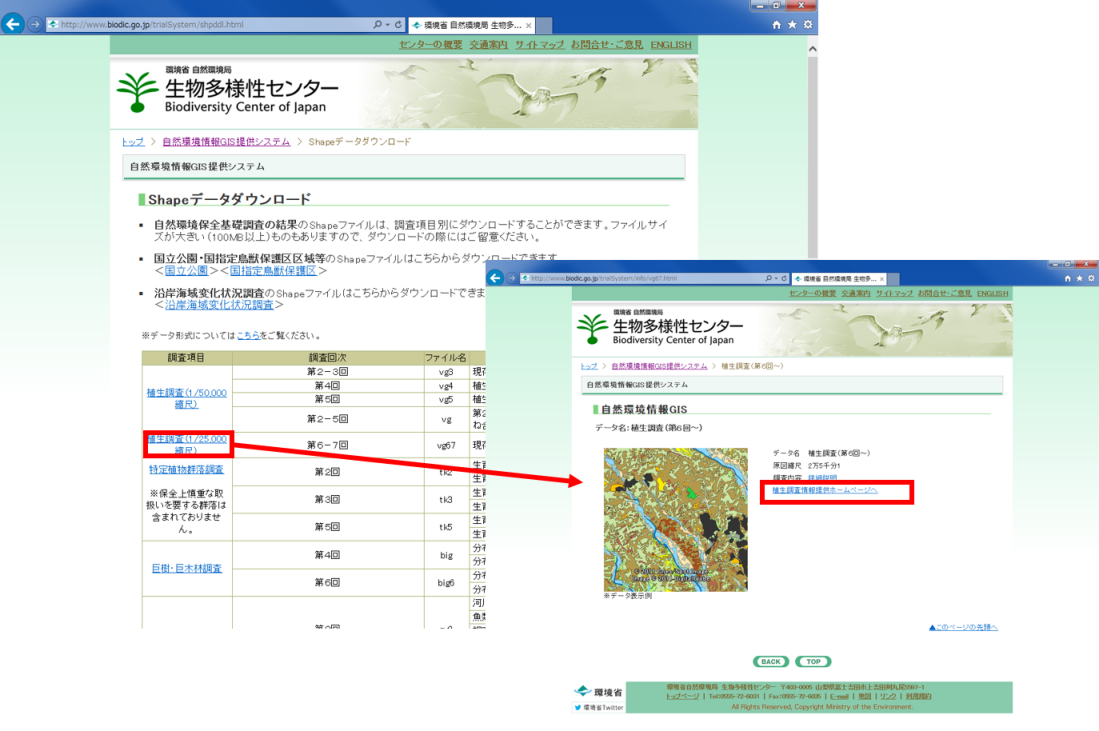 http://www.biodic.go.jp/trialSystem/shpddl.html
環境省 自然環境局 生物多...
センターの概要 交通案内 サイトマップ お問合せ・ご意見 ENGLISH
環境省 自然環境局
生物多様性センター
Biodiversity Center of Japan
トップ > 自然環境情報GIS提供システム > Shapeデータダウンロード
自然環境情報GIS提供システム
Shapeデータダウンロード
自然環境保全基礎調査の結果のShapeファイルは、調査項目別にダウンロードすることができます。ファイルサイ
ズが大きい(100MB以上)ものもありますので、ダウンロードの際にはご留意ください。
国立公園・国指定鳥獣保護区区域等のShapeファイルはこちらからダウンロードできます
<国立公園><国指定鳥獣保護区>
沿岸海域変化状況調査のShapeファイルはこちらからダウンロードできま
<沿岸海域変化状況調査>
※データ形式についてはこちらをご覧ください。
調査項目 調査回次 ファイル名
植生調査(1/50,000
縮尺)
第2-3回 vg3 現存
第4回 vg4 植生
第5回 vg5 植生
第2-5回 vg 第2
植生調査(1/25,000
縮尺)
第6-7回 vg67 現存
特定植物群落調査
※保全上慎重な取
扱いを要する群落は
含まれておりませ
ん。
第2回 tk2
第3回 tk3 生育
第5回 tk5 生育
巨樹・巨木林調査
第4回 big 分布
第6回 big6 分布
河川
魚類
http://www.biodic.go.jp/trialSystem/info/vg67.html
環境省 自然環境局 生物多...
センターの概要 交通案内 サイトマップ お問合せ・ご意見 ENGLISH
環境省 自然環境局
生物多様性センター
Biodiversity Center of Japan
トップ > 自然環境情報GIS提供システム > 植生調査(第6回~)
自然環境情報GIS提供システム
自然環境情報GIS
データ名:植生調査(第6回~)
データ名 植生調査(第6回~)
原図縮尺 2万5千分1
調査内容 詳細説明
植生調査情報提供ホームページへ
※データ表示例
▲このページの先頭へ
BACK TOP
環境省
環境省Twitter
環境省自然環境局 生物多様性センター 〒403-0005 山梨県富士吉田市上吉田剣丸尾5597-1
トップページ | Tel:0555-72-6031 | Fax:0555-72-6035 | E-mail | 地図 | リンク | 利用規約
All Rights Reserved, Copyright Ministry of the Environment.